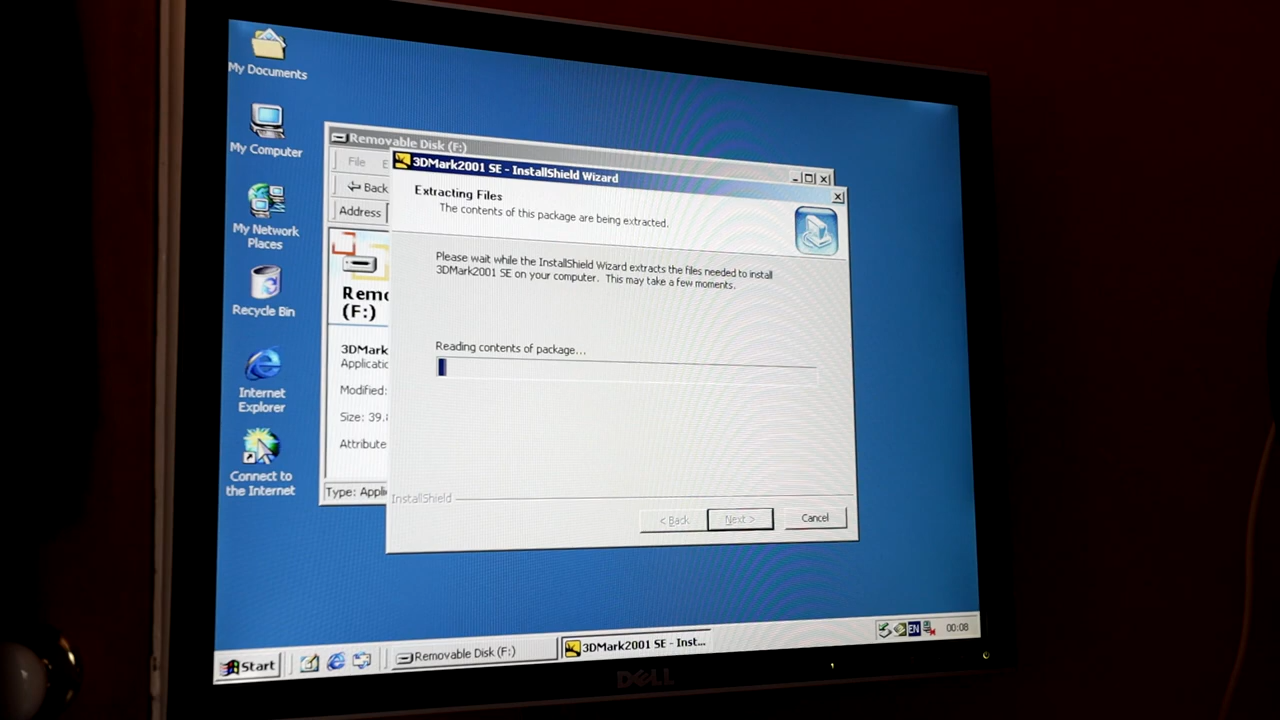 My Documents
My Computer
My Network
Places
Recycle Bin
Internet
Explorer
Connect to
the Internet
Removable Disk (F:)
File
Back
Address
Remo
(F:)
3DMark
Applicatio
Modified:
Size: 39.
Attribute
Type: Appli
3DMark2001 SE - InstallShield Wizard
Extracting Files
The contents of this package are being extracted.
Please wait while the InstallShield Wizard extracts the files needed to install
3DMark2001 SE on your computer. This may take a few moments.
Reading contents of package...
InstallShield
< Back
Next >
Cancel
Start
Removable Disk (F:)
3DMark2001 SE - Inst...
EN
00:08
DELL